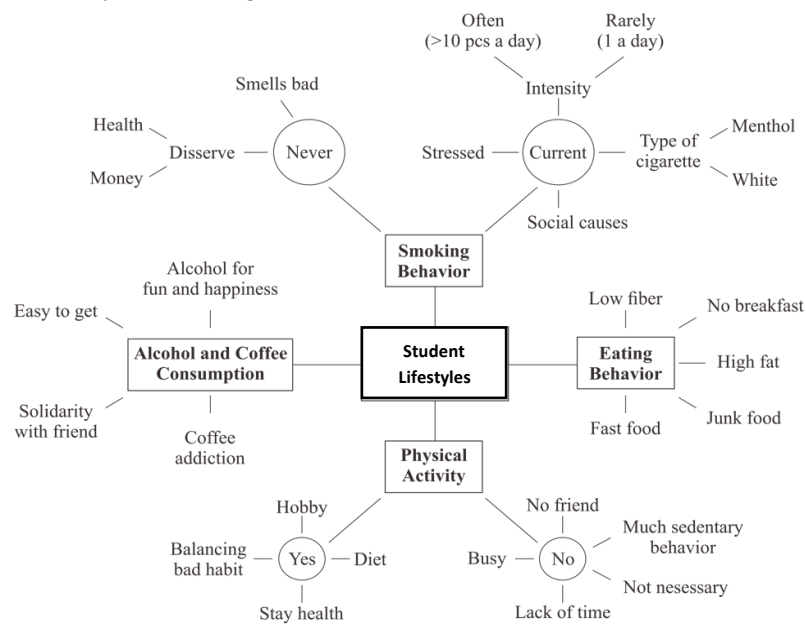 Often
(>10 pcs a day)
Rarely
(1 a day)
Smells bad
Intensity
Health
Disserve
Money
Never
Stressed
Current
Type of
cigarette
Menthol
White
Social causes
Smoking
Behavior
Alcohol for
fun and happiness
Easy to get
Alcohol and Coffee
Consumption
Solidarity
with friend
Coffee
addiction
Student
Lifestyles
Low fiber
No breakfast
Eating
Behavior
High fat
Junk food
Fast food
Physical
Activity
Hobby
Balancing
bad habit
Yes
Diet
Stay health
No friend
Much sedentary
behavior
Busy
No
Not nesessary
Lack of time